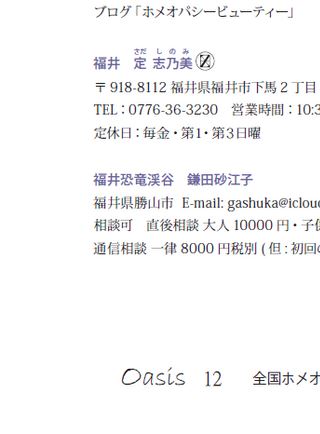 ブログ「ホメオパシービューティー」
さだ しのみ
福井 定 志乃美 Ⓩ
〒918-8112 福井県福井市下馬 2 丁目
TEL：0776-36-3230 営業時間：10:3
定休日：毎金・第1・第3日曜
福井恐竜渓谷 鎌田砂江子
福井県勝山市 E-mail: gashuka@iclou
相談可 直後相談 大人 10000 円・子
通信相談 一律 8000 円税別 ( 但 : 初回
Oasis 12 全国ホメオ